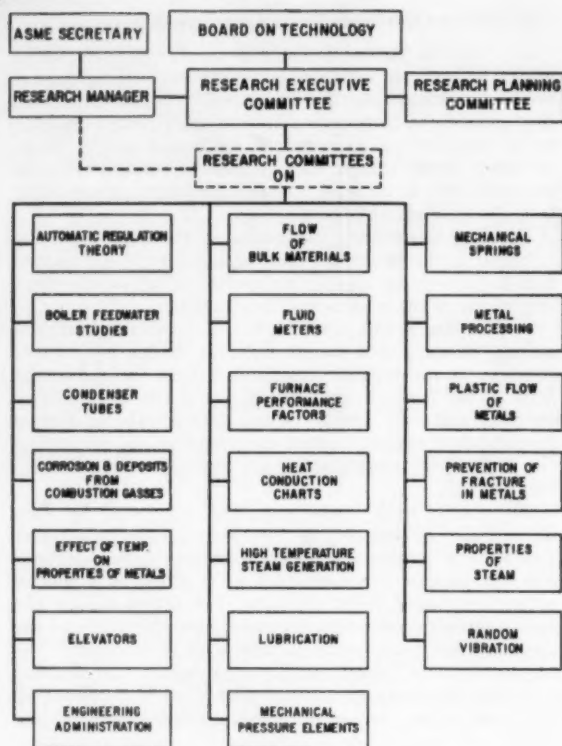 ASME SECRETARY
BOARD ON TECHNOLOGY
RESEARCH MANAGER
RESEARCH EXECUTIVE
COMMITTEE
RESEARCH PLANNING
COMMITTEE
RESEARCH COMMITTEES
ON
AUTOMATIC REGULATION
THEORY
BOILER FEEDWATER
STUDIES
CONDENSER
TUBES
CORROSION & DEPOSITS
FROM
COMBUSTION GASSES
EFFECT OF TEMP.
ON
PROPERTIES OF METALS
ELEVATORS
ENGINEERING
ADMINISTRATION
FLOW
OF
BULK MATERIALS
FLUID
METERS
FURNACE
PERFORMANCE
FACTORS
HEAT
CONDUCTION
CHARTS
HIGH TEMPERATURE
STEAM GENERATION
LUBRICATION
MECHANICAL
PRESSURE ELEMENTS
MECHANICAL
SPRINGS
METAL
PROCESSING
PLASTIC FLOW
OF
METALS
PREVENTION OF
FRACTURE
IN METALS
PROPERTIES
OF
STEAM
RANDOM
VIBRATION